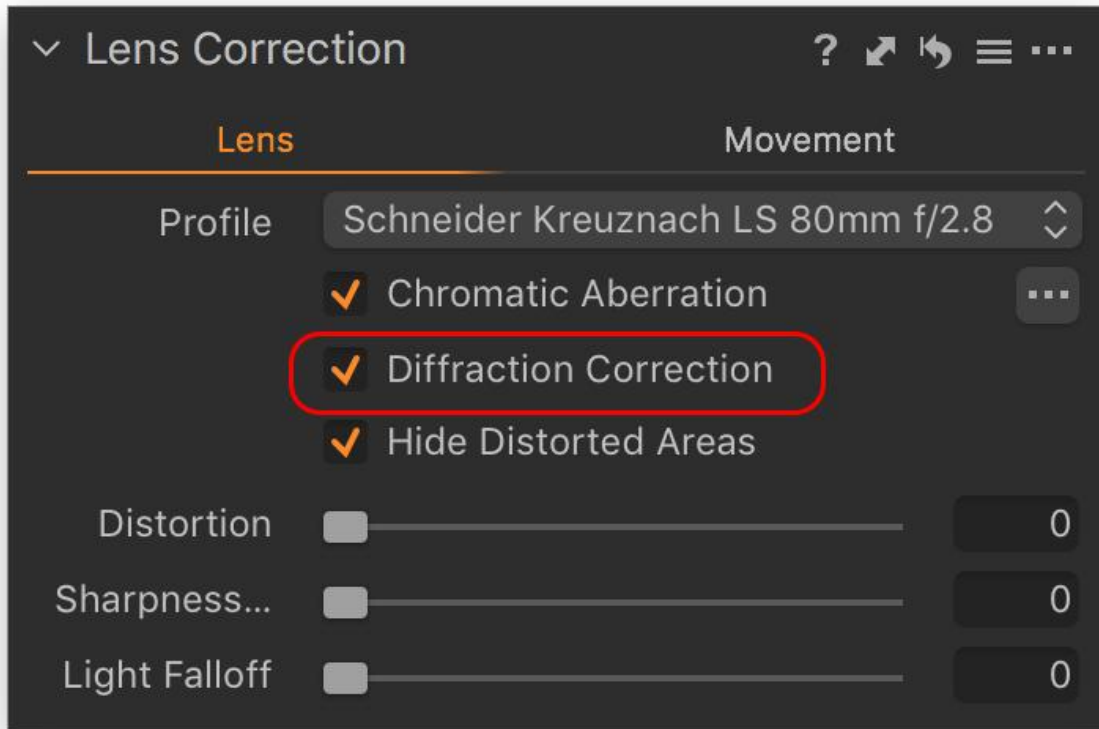 Lens Correction ? ...
Lens Movement
Profile Schneider Kreuznach LS 80mm f/2.8
Chromatic Aberration ...
Diffraction Correction
Hide Distorted Areas
Distortion 0
Sharpness... 0
Light Falloff 0